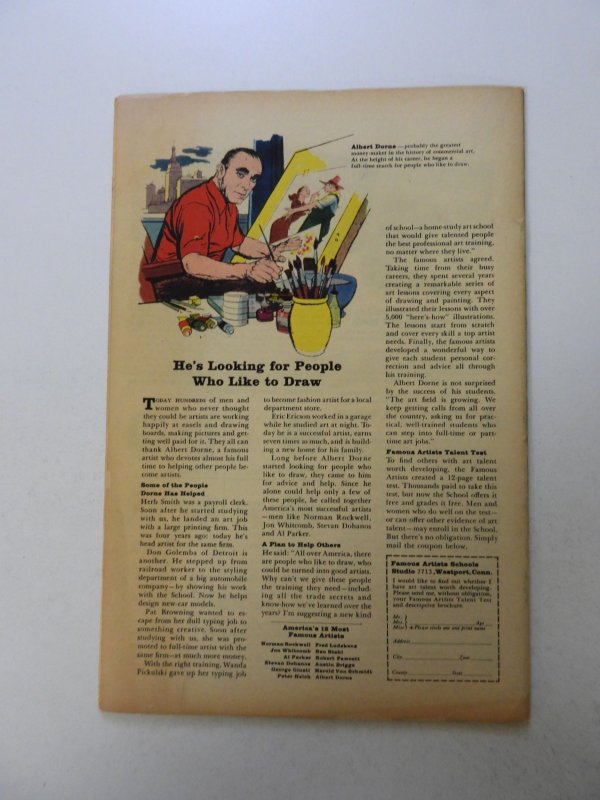 Albert Dorne—probably the greatest
money-maker in the history of commercial art.
At the height of his career, he began a
full-time search for people who like to draw.
He's Looking for People
Who Like to Draw
TODAY HUNDREDS of men and
women who never thought
they could be artists are working
happily at easels and drawing
boards, making pictures and get-
ting well paid for it. They all can
thank Albert Dorne, a famous
artist who devotes almost his full
time to helping other people be-
come artists.
Some of the People
Dorne Has Helped
Herb Smith was a payroll clerk.
Soon after he started studying
with us, he landed an art job
with a large printing firm. This
was four years ago: today he's
head artist for the same firm.
Don Golemba of Detroit is
another. He stepped up from
railroad worker to the styling
department of a big automobile
company—by showing his work
with the School. Now he helps
design new-car models.
Pat Browning wanted to es-
cape from her dull typing job to
something creative. Soon after
studying with us, she was pro-
moted to full-time artist with the
same firm—at much more money.
With the right training, Wanda
Pickulski gave up her typing job
to become fashion artist for a local
department store.
Eric Ericson worked in a garage
while he studied art at night. To-
day he is a successful artist, earns
seven times as much, and is build-
ing a new home for his family.
Long before Albert Dorne
started looking for people who
like to draw, they came to him
for advice and help. Since he
alone could help only a few of
these people, he called together
America's most successful artists
—men like Norman Rockwell,
Jon Whitcomb, Stevan Dohanos
and Al Parker.
A Plan to Help Others
He said: "All over America, there
are people who like to draw, who
could be turned into good artists.
Why can't we give these people
the training they need—includ-
ing all the trade secrets and
know-how we've learned over the
years? I'm suggesting a new kind
America's 12 Most
Famous Artists
Norman Rockwell
Jon Whitcomb
Al Parker
Stevan Dohanos
George Giusti
Peter Helck
Fred Ludekens
Ben Stahl
Robert Fawcett
Austin Briggs
Harold Von Schmidt
Albert Dorne
of school—a home-study art school
that would give talented people
the best professional art training,
no matter where they live."
The famous artists agreed.
Taking time from their busy
careers, they spent several years
creating a remarkable series of
art lessons covering every aspect
of drawing and painting. They
illustrated their lessons with over
5,000 "here's-how" illustrations.
The lessons start from scratch
and cover every skill a top artist
needs. Finally, the famous artists
developed a wonderful way to
give each student personal cor-
rection and advice all through
his training.
Albert Dorne is not surprised
by the success of his students.
"The art field is growing. We
keep getting calls from all over
the country, asking us for prac-
tical, well-trained students who
can step into full-time or part-
time art jobs."
Famous Artists Talent Test
To find others with art talent
worth developing, the Famous
Artists created a 12-page talent
test. Thousands paid to take this
test, but now the School offers it
free and grades it free. Men and
women who do well on the test—
or can offer other evidence of art
talent—may enroll in the School.
But there's no obligation. Simply
mail the coupon below.
Famous Artists Schools
Studio 7713, Westport, Conn.
I would like to find out whether I
have art talent worth developing.
Please send me, without obligation,
your Famous Artists Talent Test
and descriptive brochure.
Mr.
Mrs.
Miss
Age
Please circle one and print name
Address
City
Zone
County
State